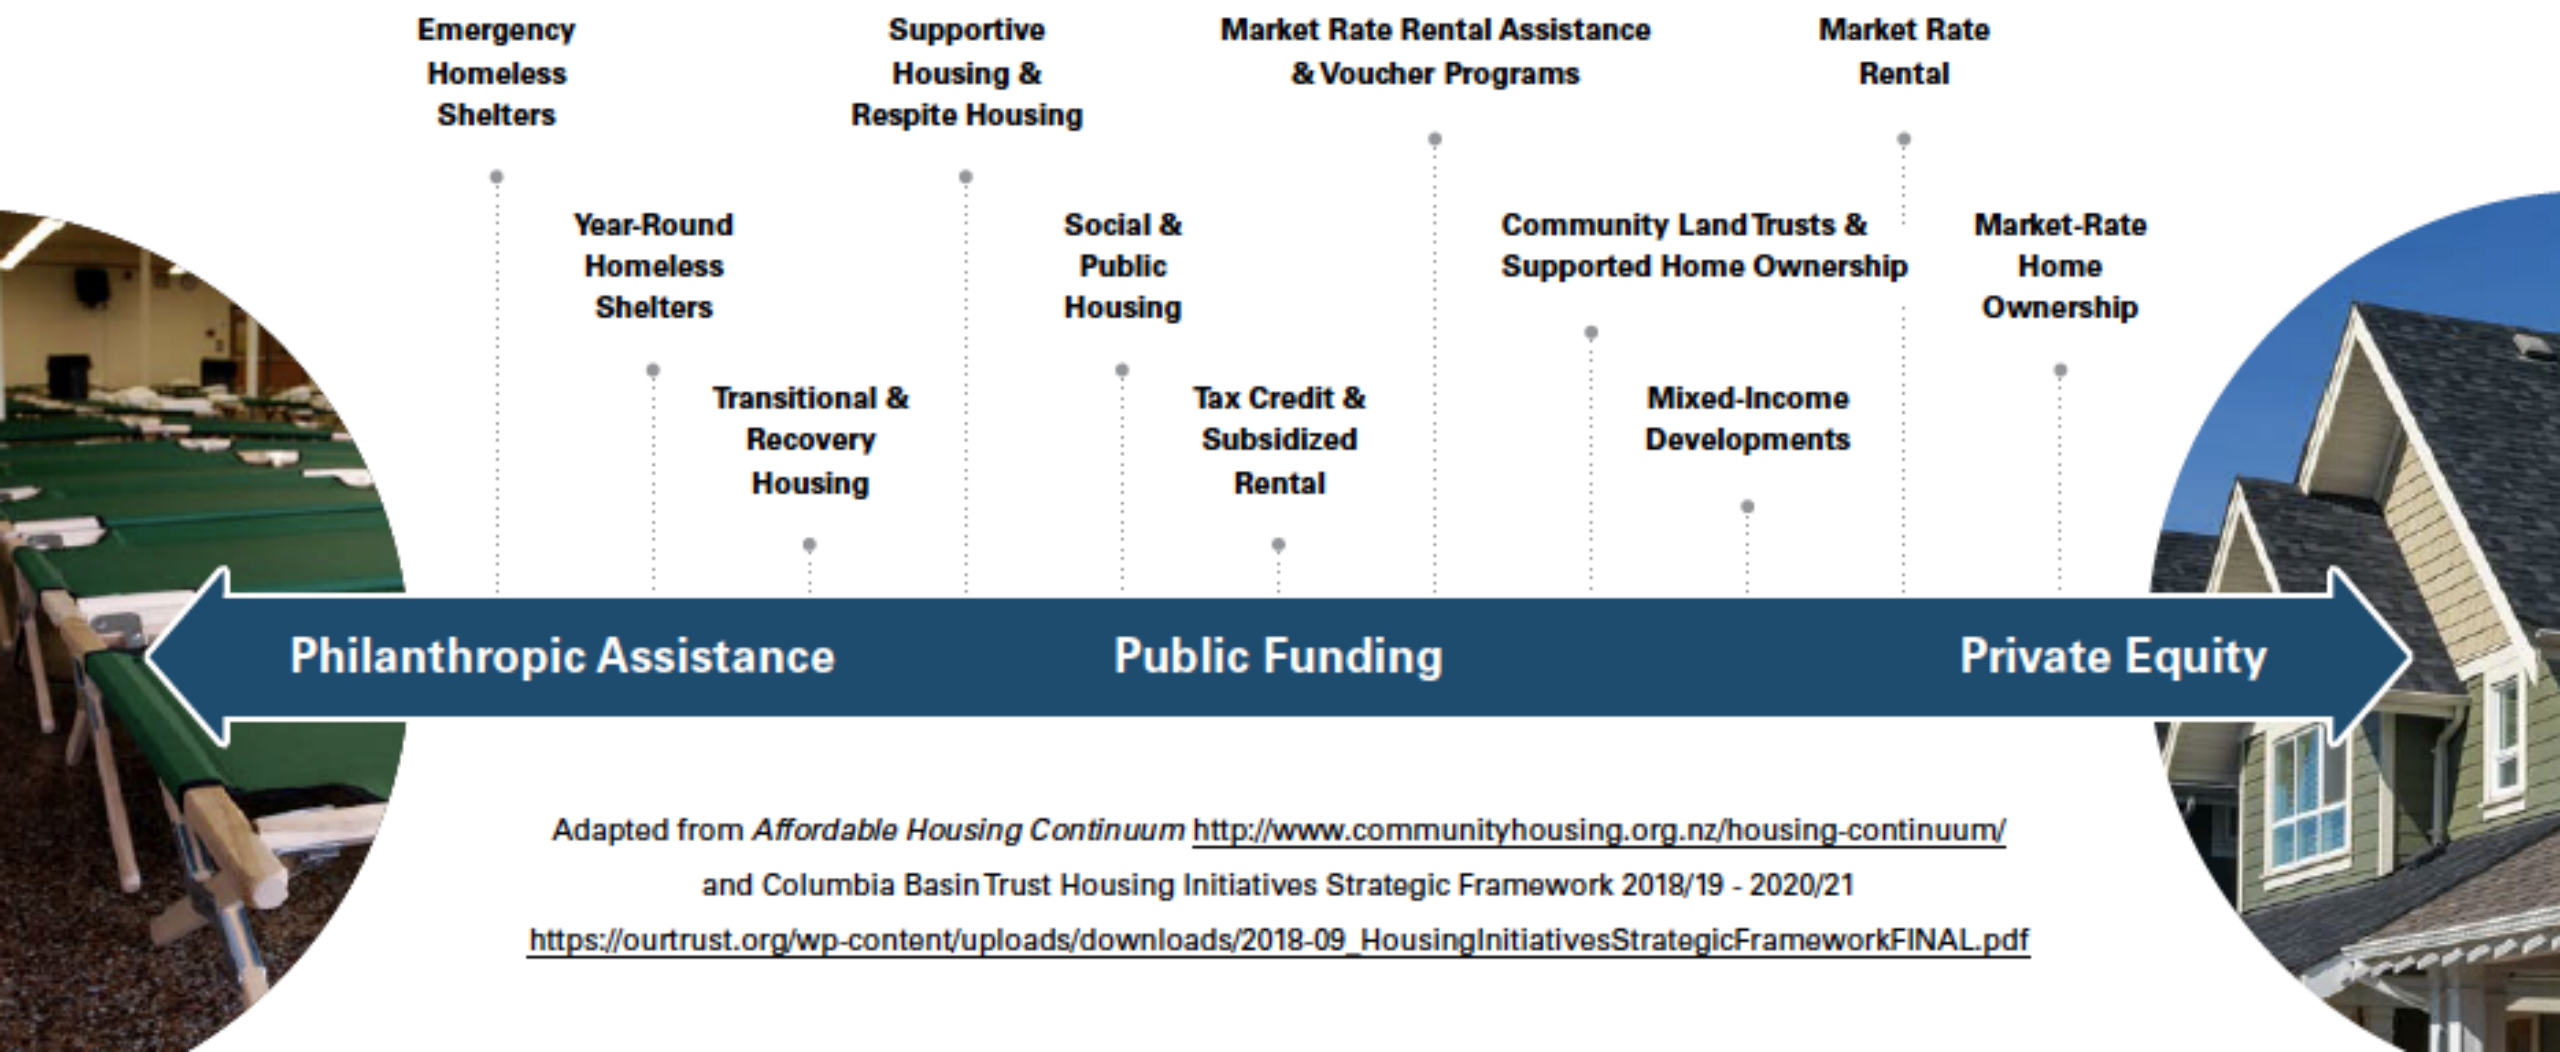 Emergency
Homeless
Shelters
Supportive
Housing &
Respite Housing
Market Rate Rental Assistance
& Voucher Programs
Market Rate
Rental
Year-Round
Homeless
Shelters
Social &
Public
Housing
Community Land Trusts &
Supported Home Ownership
Market-Rate
Home
Ownership
Transitional &
Recovery
Housing
Tax Credit &
Subsidized
Rental
Mixed-Income
Developments
Philanthropic Assistance
Public Funding
Private Equity
Adapted from Affordable Housing Continuum http://www.communityhousing.org.nz/housing-continuum/
and Columbia Basin Trust Housing Initiatives Strategic Framework 2018/19 - 2020/21
https://ourtrust.org/wp-content/uploads/downloads/2018-09_HousingInitiativesStrategicFrameworkFINAL.pdf